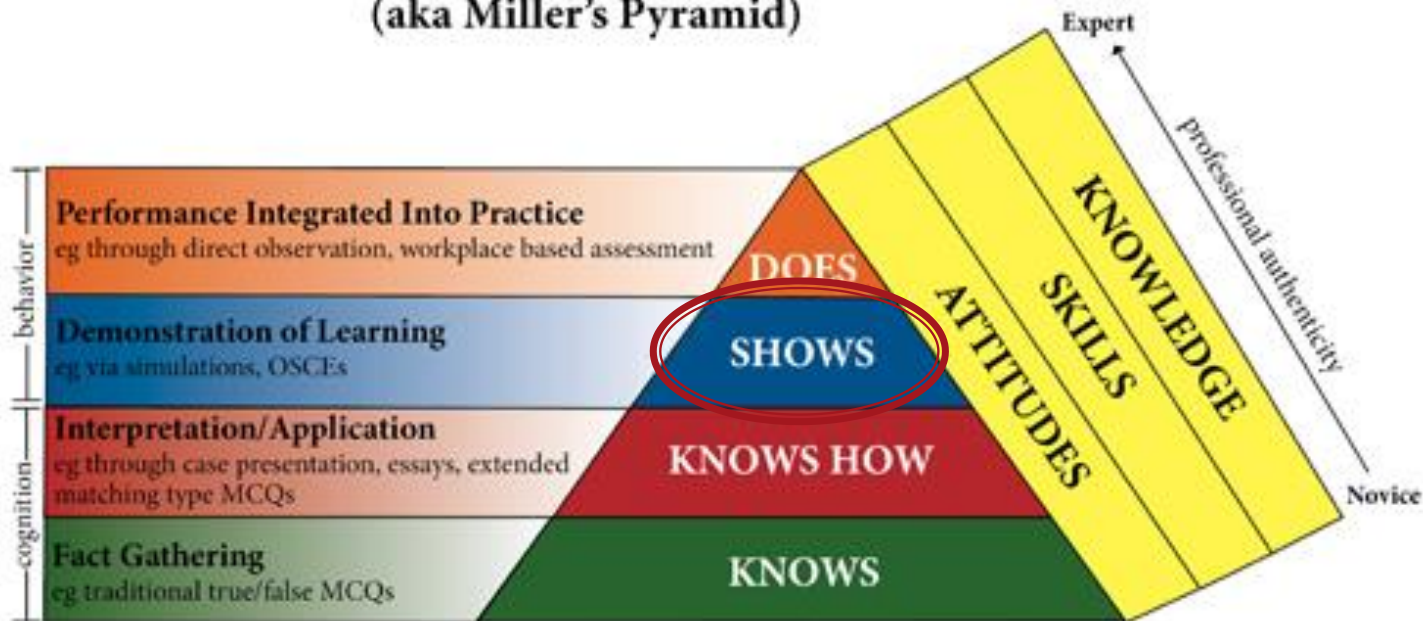 (aka Miller's Pyramid)
Expert
professional authenticity
Novice
behavior
Performance Integrated Into Practice
eg through direct observation, workplace based assessment
DOES
Demonstration of Learning
eg via simulations, OSCEs
SHOWS
cognition
Interpretation/Application
eg through case presentation, essays, extended
matching type MCQs
KNOWS HOW
Fact Gathering
eg traditional true/false MCQs
KNOWS
ATTITUDES
SKILLS
KNOWLEDGE